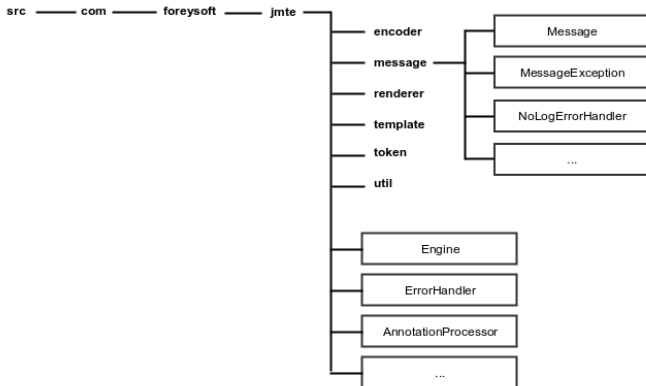 src com foreysoft jmte
encoder
message
renderer
template
token
util
Message
MessageException
NoLogErrorHandler
...
Engine
ErrorHandler
AnnotationProcessor
...